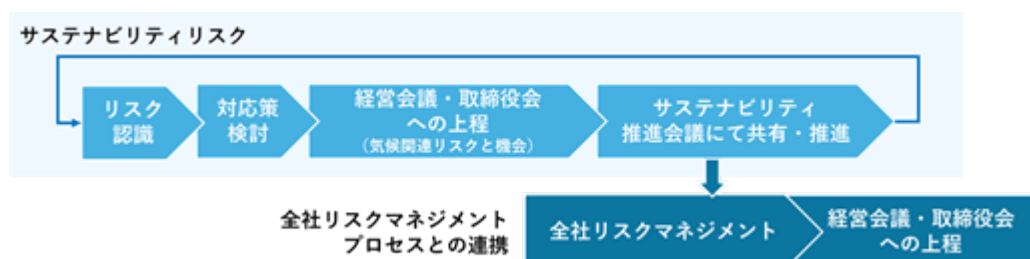 サステナビリティリスク
リスク
認識
対応策
検討
経営会議・取締役会
への上程
(気候関連リスクと機会)
サステナビリティ
推進会議にて共有・推進
全社リスクマネジメント
プロセスとの連携
全社リスクマネジメント
経営会議・取締役会
への上程